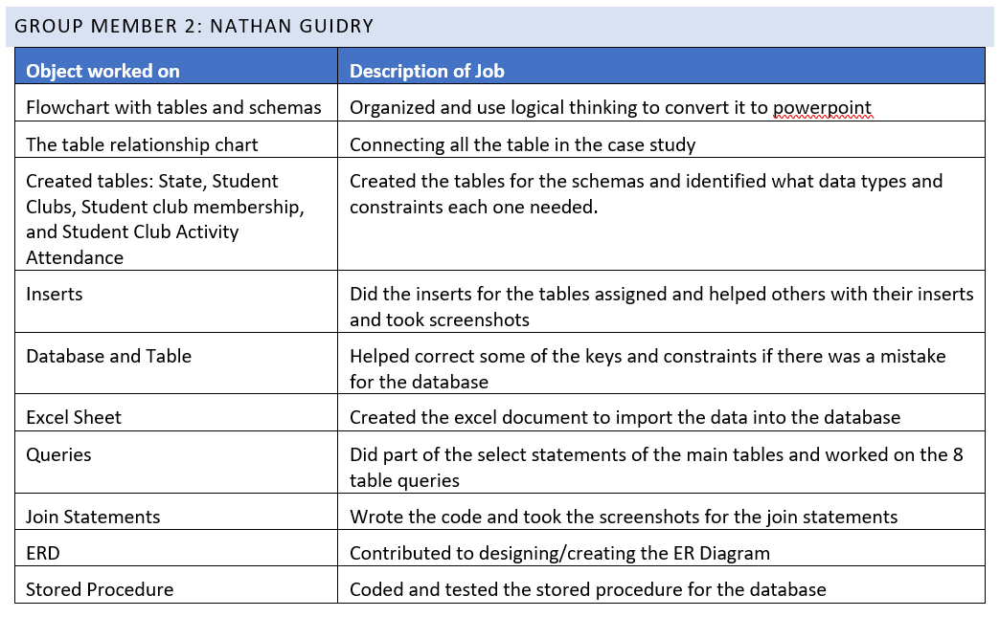 GROUP MEMBER 2: NATHAN GUIDRY
Object worked on
Description of Job
Flowchart with tables and schemas
Organized and use logical thinking to convert it to powerpoint
The table relationship chart
Connecting all the table in the case study
Created tables: State, Student
Clubs, Student club membership,
and Student Club Activity
Attendance
Created the tables for the schemas and identified what data types and
constraints each one needed.
Inserts
Did the inserts for the tables assigned and helped others with their inserts
and took screenshots
Database and Table
Helped correct some of the keys and constraints if there was a mistake
for the database
Excel Sheet
Created the excel document to import the data into the database
Queries
Did part of the select statements of the main tables and worked on the 8
table queries
Join Statements
Wrote the code and took the screenshots for the join statements
ERD
Contributed to designing/creating the ER Diagram
Stored Procedure
Coded and tested the stored procedure for the database